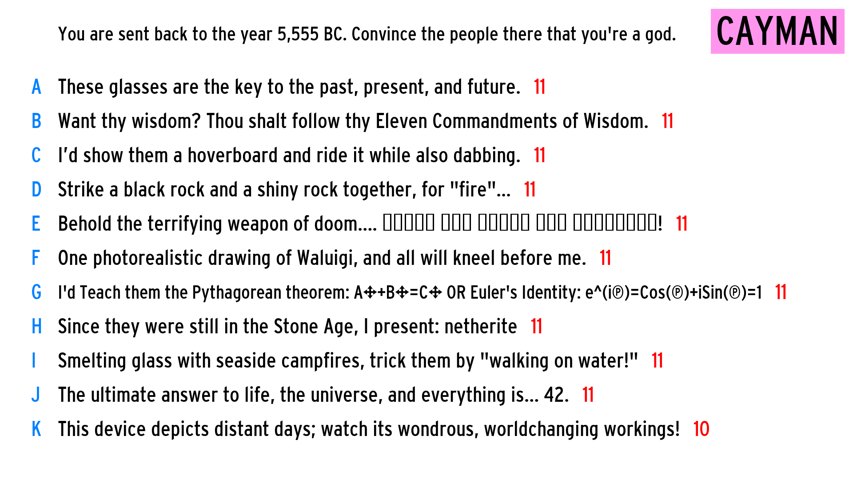 You are sent back to the year 5,555 BC. Convince the people there that you're a god.
CAYMAN
A These glasses are the key to the past, present, and future. 11
B Want thy wisdom? Thou shalt follow thy Eleven Commandments of Wisdom. 11
C I’d show them a hoverboard and ride it while also dabbing. 11
D Strike a black rock and a shiny rock together, for "fire"... 11
E Behold the terrifying weapon of doom.... ▯▯▯▯▯ ▯▯▯ ▯▯▯▯▯ ▯▯▯ ▯▯▯▯▯▯▯▯! 11
F One photorealistic drawing of Waluigi, and all will kneel before me. 11
G I'd Teach them the Pythagorean theorem: A✢+B✢=C✢ OR Euler's Identity: e^(i℗)=Cos(℗)+iSin(℗)=1 11
H Since they were still in the Stone Age, I present: netherite 11
I Smelting glass with seaside campfires, trick them by "walking on water!" 11
J The ultimate answer to life, the universe, and everything is... 42. 11
K This device depicts distant days; watch its wondrous, worldchanging workings! 10